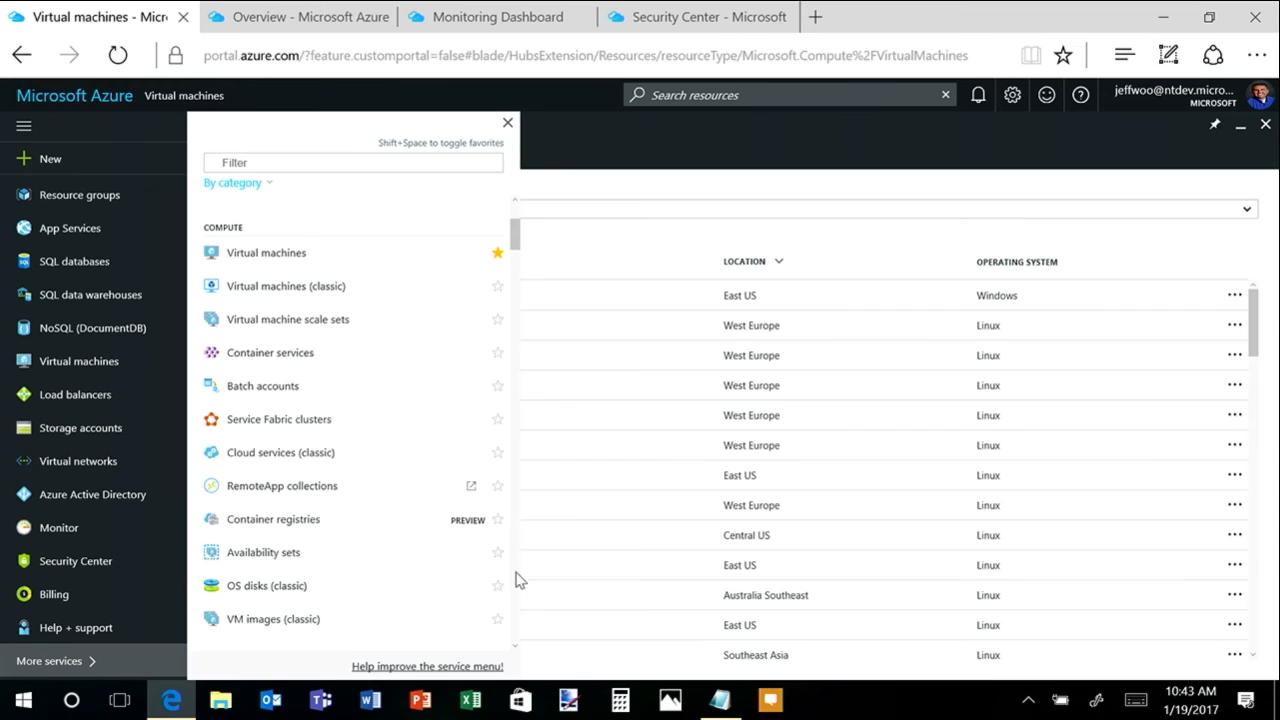 Virtual machines - Micr
Overview - Microsoft Azure
Monitoring Dashboard
Security Center - Microsoft
portal.azure.com/?feature.customportal=false#blade/HubsExtension/Resources/resourceType/Microsoft.Compute%2FVirtualMachines
Microsoft Azure Virtual machines
Search resources
jeffwoo@ntdev.micro...
MICROSOFT
New
Resource groups
App Services
SQL databases
SQL data warehouses
NoSQL (DocumentDB)
Virtual machines
Load balancers
Storage accounts
Virtual networks
Azure Active Directory
Monitor
Security Center
Billing
Help + support
More services
Shift+Space to toggle favorites
Filter
By category
COMPUTE
Virtual machines
Virtual machines (classic)
Virtual machine scale sets
Container services
Batch accounts
Service Fabric clusters
Cloud services (classic)
RemoteApp collections
Container registries PREVIEW
Availability sets
OS disks (classic)
VM images (classic)
Help improve the service menu!
LOCATION OPERATING SYSTEM
East US Windows
West Europe Linux
West Europe Linux
West Europe Linux
West Europe Linux
West Europe Linux
East US Linux
West Europe Linux
Central US Linux
East US Linux
Australia Southeast Linux
East US Linux
Southeast Asia Linux
10:43 AM
1/19/2017